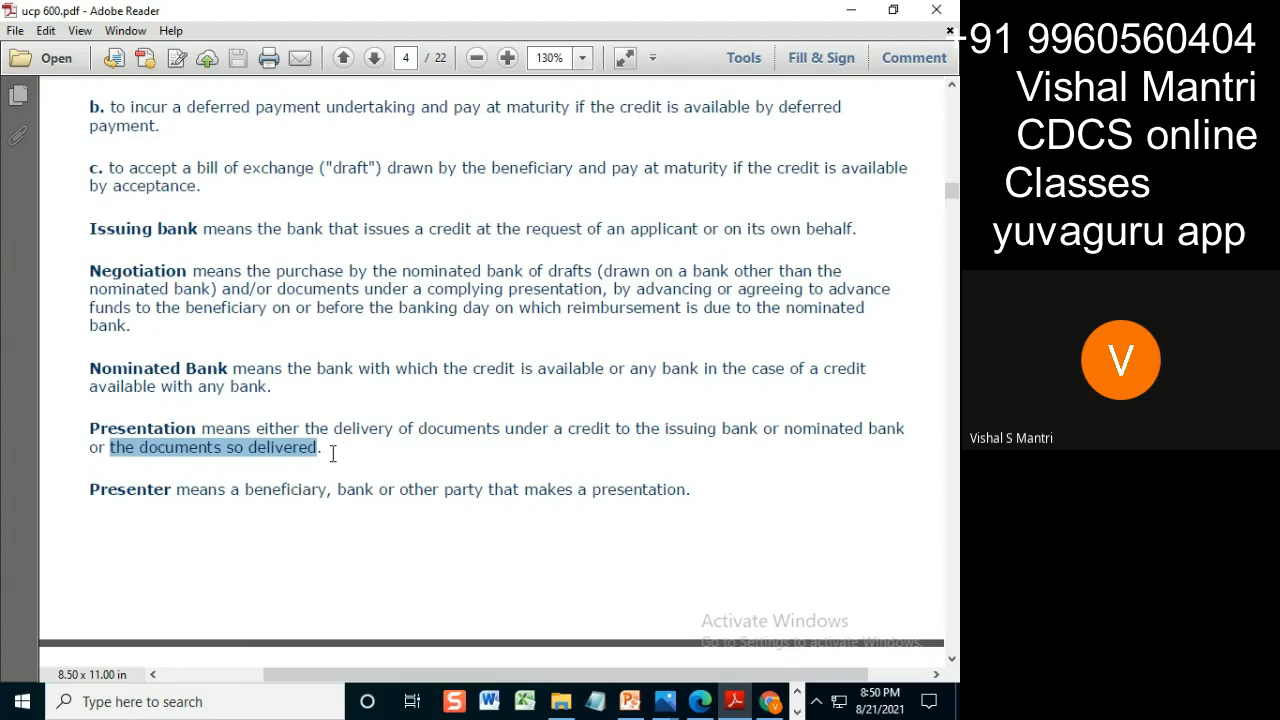 ucp 600.pdf - Adobe Reader
File Edit View Window Help
Open 4 / 22 130% Tools Fill & Sign Comment
b. to incur a deferred payment undertaking and pay at maturity if the credit is available by deferred
payment.
c. to accept a bill of exchange ("draft") drawn by the beneficiary and pay at maturity if the credit is available
by acceptance.
Issuing bank means the bank that issues a credit at the request of an applicant or on its own behalf.
Negotiation means the purchase by the nominated bank of drafts (drawn on a bank other than the
nominated bank) and/or documents under a complying presentation, by advancing or agreeing to advance
funds to the beneficiary on or before the banking day on which reimbursement is due to the nominated
bank.
Nominated Bank means the bank with which the credit is available or any bank in the case of a credit
available with any bank.
Presentation means either the delivery of documents under a credit to the issuing bank or nominated bank
or the documents so delivered.
Presenter means a beneficiary, bank or other party that makes a presentation.
Activate Windows
Go to Settings to activate Windows.
8.50 x 11.00 in
Type here to search
8:50 PM
8/21/2021
+91 9960560404
Vishal Mantri
CDCS online
Classes
yuvaguru app
V
Vishal S Mantri